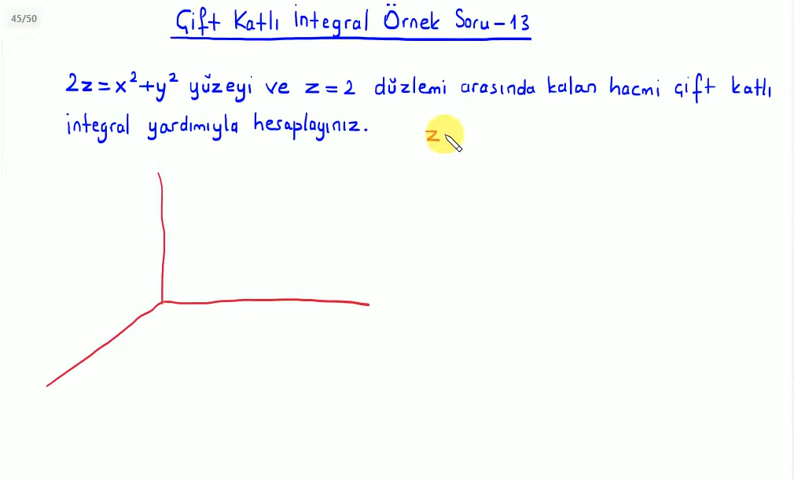 45/50
Çift Katlı İntegral Örnek Soru-13
2z=x²+y² yüzeyi ve z=2 düzlemi arasında kalan hacmi çift katlı
integral yardımıyla hesaplayınız.
z